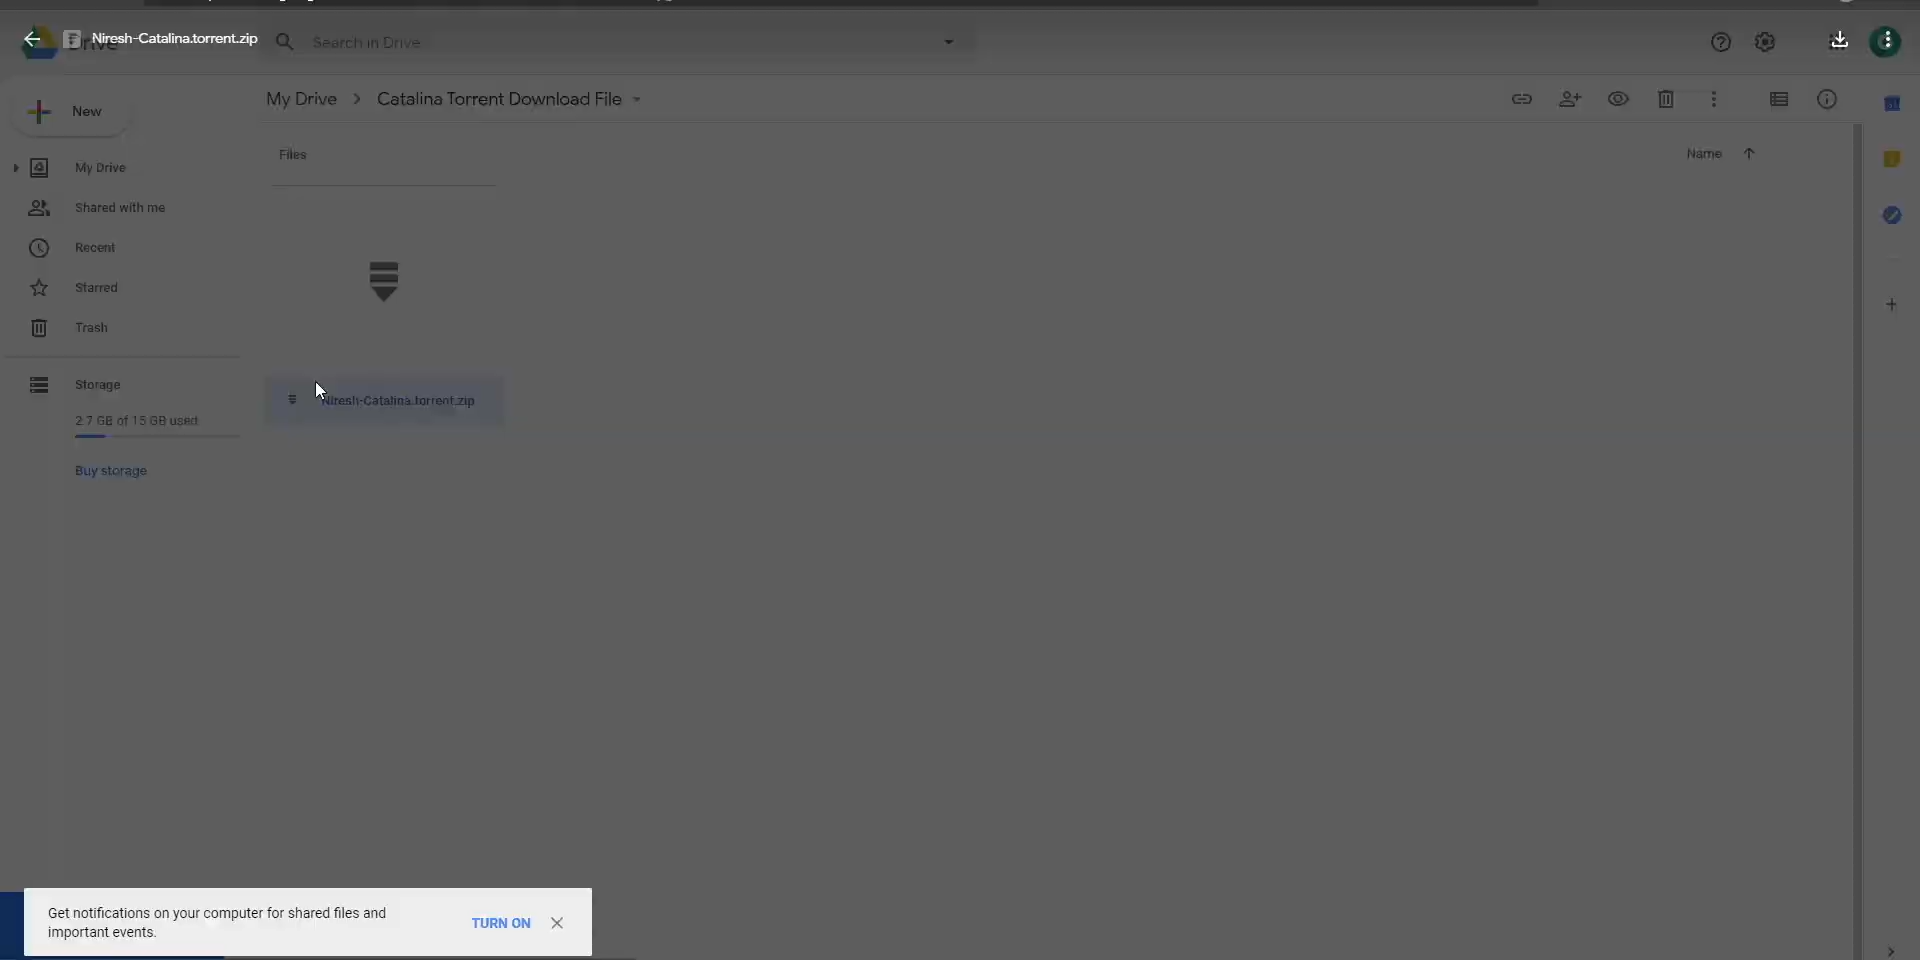 Niresh-Catalina.torrent.zip
Drive
Search in Drive
New
My Drive
Catalina Torrent Download File
My Drive
Shared with me
Recent
Starred
Trash
Storage
2.7 GB of 15 GB used
Buy storage
Files
Name
Niresh-Catalina.torrent.zip
Get notifications on your computer for shared files and
important events.
TURN ON